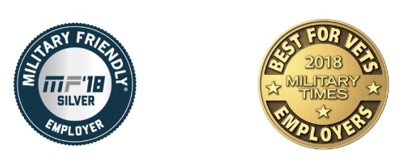 MILITARY FRIENDLY®
MF'18
SILVER
EMPLOYER
BEST FOR VETS
2018
MILITARY
TIMES
EMPLOYERS